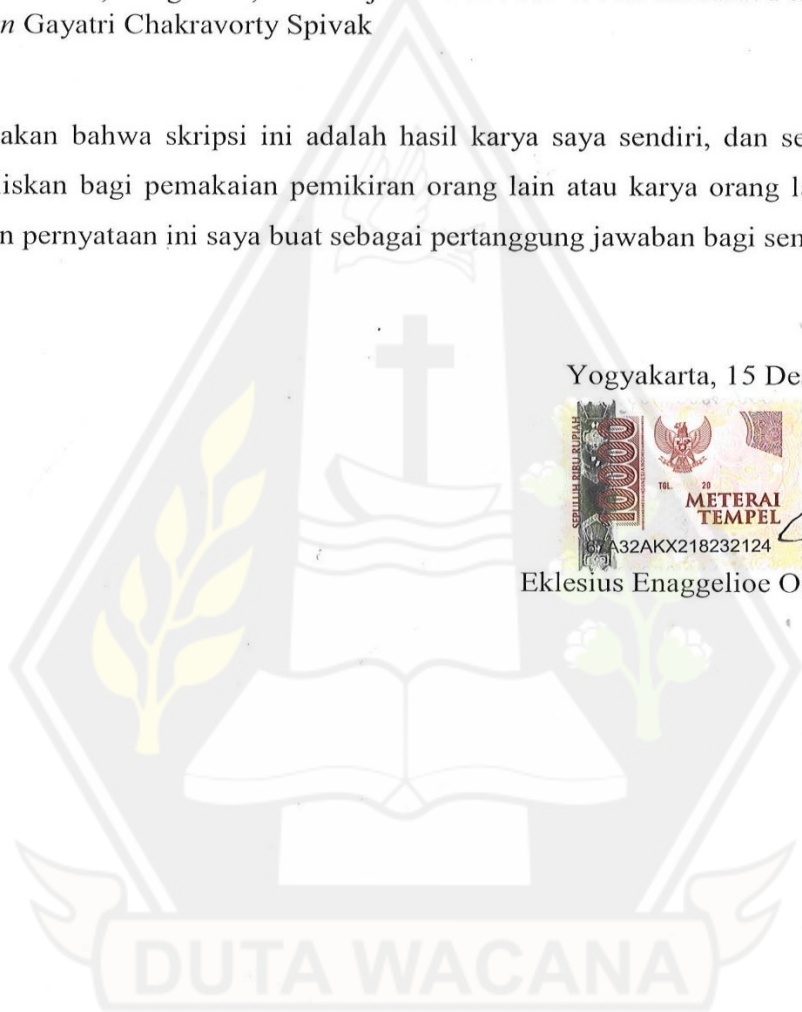 n Gayatri Chakravorty Spivak
akan bahwa skripsi ini adalah hasil karya saya sendiri, dan se
iskan bagi pemakaian pemikiran orang lain atau karya orang la
n pernyataan ini saya buat sebagai pertanggung jawaban bagi sen
Yogyakarta, 15 De
SEPULUH RIBU RUPIAH
10000
TGL. 20
METERAI
TEMPEL
A32AKX218232124
Eklesius Enaggelioe O
DUTA WACANA